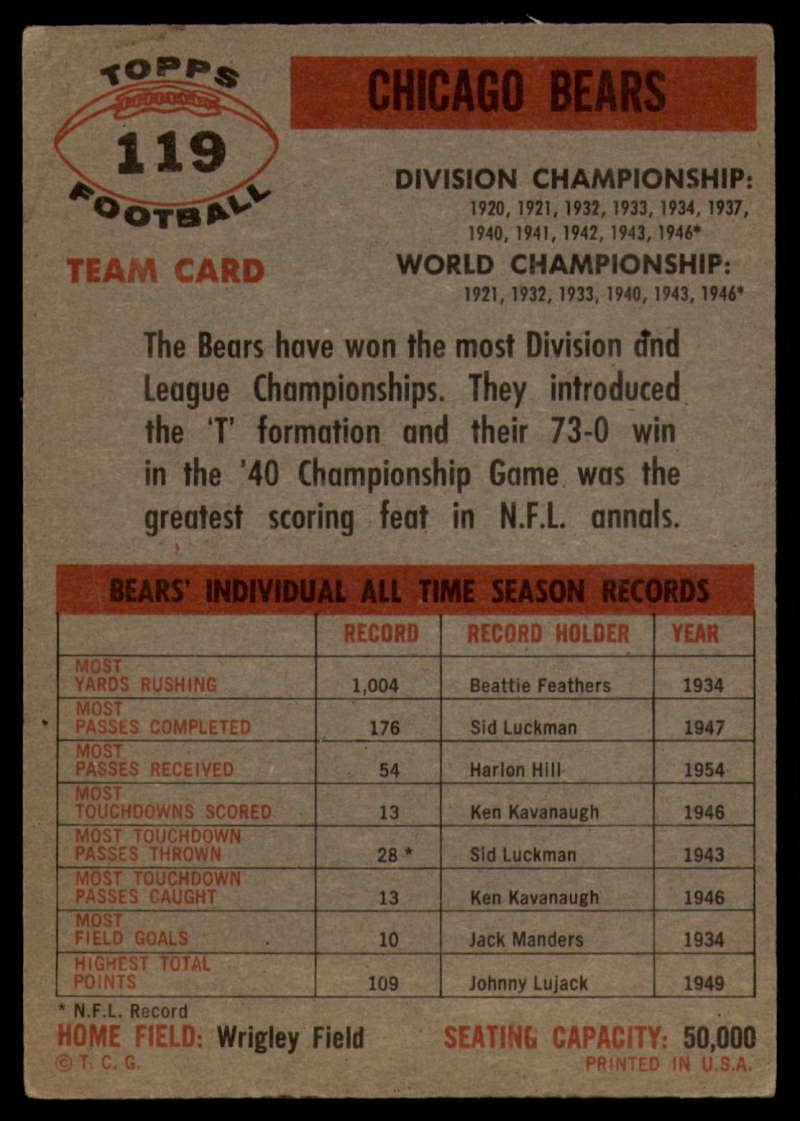 TOPPS
119
FOOTBALL
TEAM CARD
CHICAGO BEARS
DIVISION CHAMPIONSHIP:
1920, 1921, 1932, 1933, 1934, 1937,
1940, 1941, 1942, 1943, 1946*
WORLD CHAMPIONSHIP:
1921, 1932, 1933, 1940, 1943, 1946*
The Bears have won the most Division and
League Championships. They introduced
the 'T' formation and their 73-0 win
in the '40 Championship Game was the
greatest scoring feat in N.F.L. annals.
BEARS' INDIVIDUAL ALL TIME SEASON RECORDS
RECORD RECORD HOLDER YEAR
MOST
YARDS RUSHING 1,004 Beattie Feathers 1934
MOST
PASSES COMPLETED 176 Sid Luckman 1947
MOST
PASSES RECEIVED 54 Harlon Hill 1954
MOST
TOUCHDOWNS SCORED 13 Ken Kavanaugh 1946
MOST TOUCHDOWN
PASSES THROWN 28 * Sid Luckman 1943
MOST TOUCHDOWN
PASSES CAUGHT 13 Ken Kavanaugh 1946
MOST
FIELD GOALS 10 Jack Manders 1934
HIGHEST TOTAL
POINTS 109 Johnny Lujack 1949
* N.F.L. Record
HOME FIELD: Wrigley Field SEATING CAPACITY: 50,000
© T. C. G. PRINTED IN U.S.A.